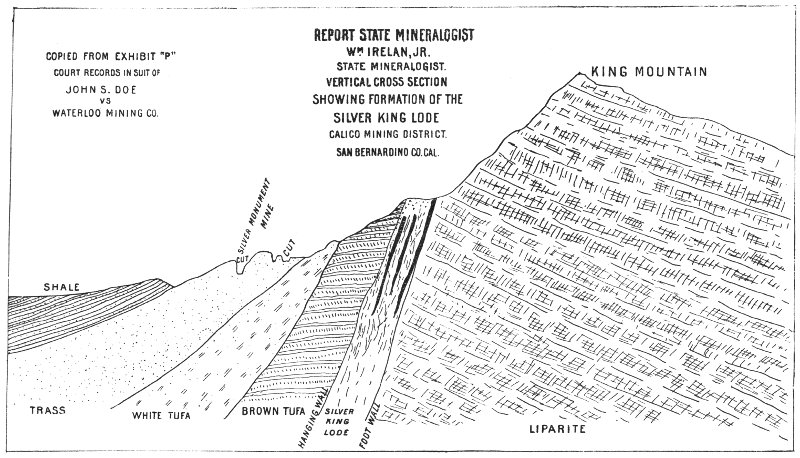 COPIED FROM EXHIBIT "P"
COURT RECORDS IN SUIT OF
JOHN S. DOE
VS
WATERLOO MINING CO.
REPORT STATE MINERALOGIST
WM IRELAN, JR.
STATE MINERALOGIST.
VERTICAL CROSS SECTION
SHOWING FORMATION OF THE
SILVER KING LODE
CALICO MINING DISTRICT.
SAN BERNARDINO CO. CAL.
KING MOUNTAIN
SILVER MONUMENT
MINE
CUT
CUT
SHALE
TRASS
WHITE TUFA
BROWN TUFA
HANGING WALL
SILVER
KING
LODE
FOOT WALL
LIPARITE